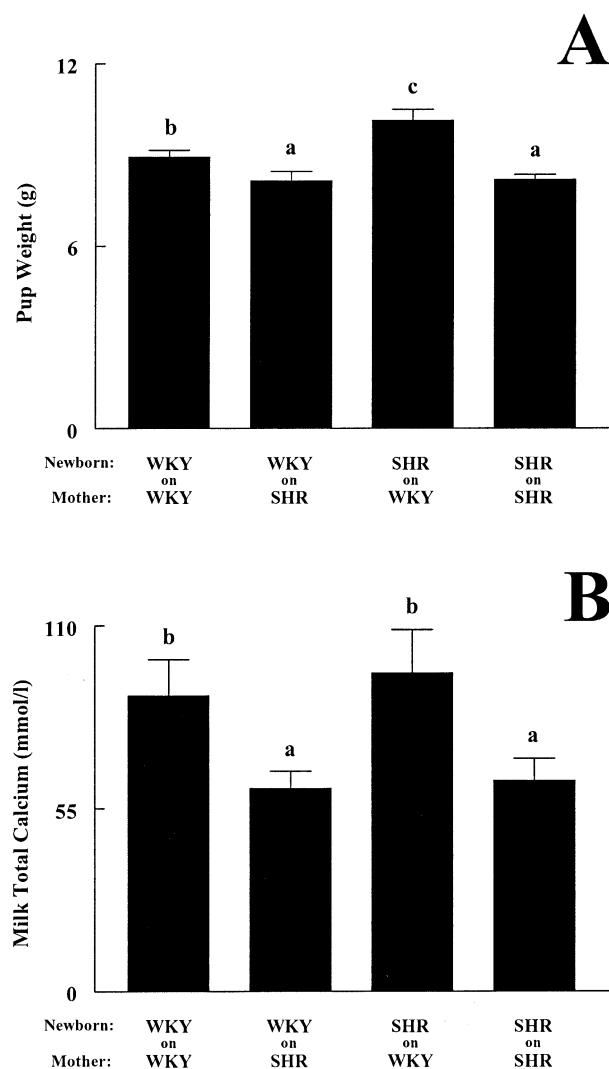 A
12
c
b
a
a
6
Pup Weight (g)
0
Newborn: WKY WKY SHR SHR
on on on on
Mother: WKY SHR WKY SHR
B
110
b
b
a
a
55
Milk Total Calcium (mmol/l)
0
Newborn: WKY WKY SHR SHR
on on on on
Mother: WKY SHR WKY SHR